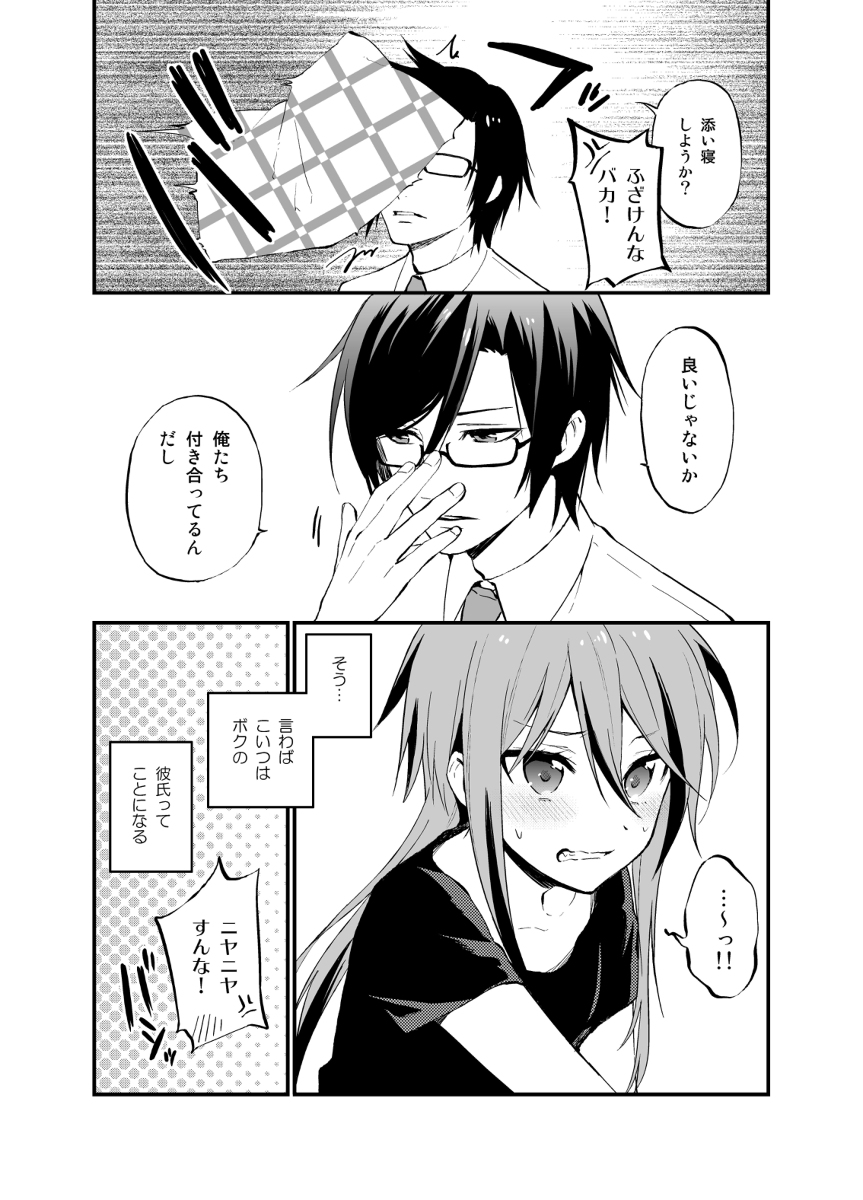 添い寝
しようか?
ふざけんな
バカ!
ブ
良いじゃないか
俺たち
付き合ってるん
だし
そう…
言わば
こいつは
ボクの
彼氏って
ことになる
…～っ!!
ニヤニヤ
すんな!